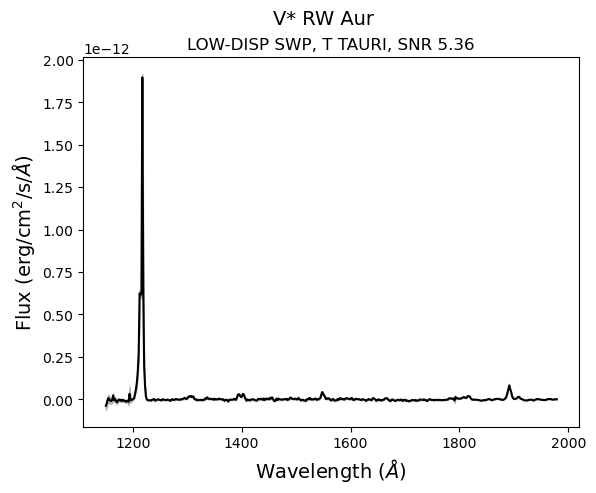 V* RW Aur
LOW-DISP SWP, T TAURI, SNR 5.36
1e−12
2.00
1.75
1.50
1.25
1.00
0.75
0.50
0.25
0.00
Flux (erg/cm²/s/Å)
1200 1400 1600 1800 2000
Wavelength (Å)